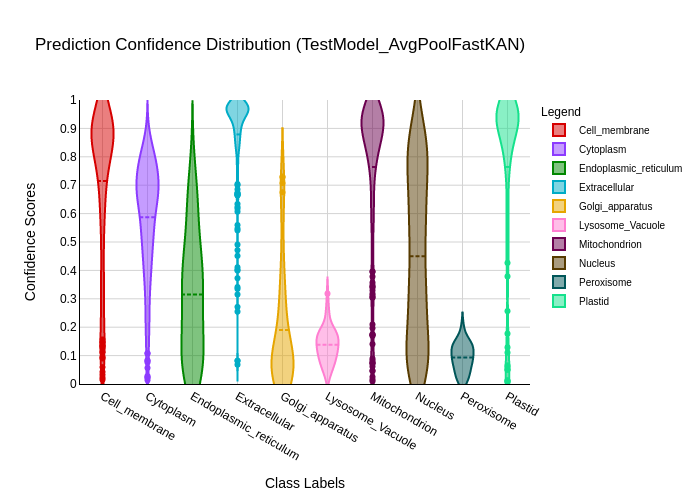 Prediction Confidence Distribution (TestModel_AvgPoolFastKAN)
Confidence Scores
1
0.9
0.8
0.7
0.6
0.5
0.4
0.3
0.2
0.1
0
Cell_membrane
Cytoplasm
Endoplasmic_reticulum
Extracellular
Golgi_apparatus
Lysosome_Vacuole
Mitochondrion
Nucleus
Peroxisome
Plastid
Class Labels
Legend
Cell_membrane
Cytoplasm
Endoplasmic_reticulum
Extracellular
Golgi_apparatus
Lysosome_Vacuole
Mitochondrion
Nucleus
Peroxisome
Plastid